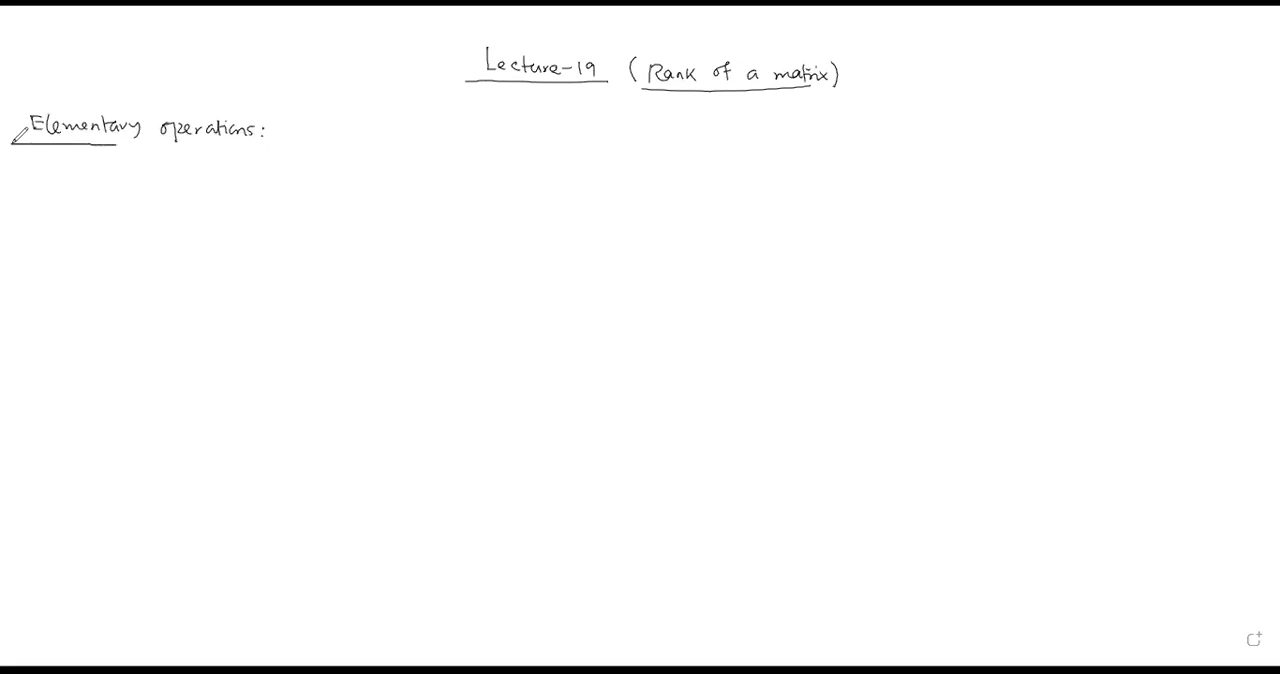 Lecture-19 (Rank of a matrix)
Elementary operations: